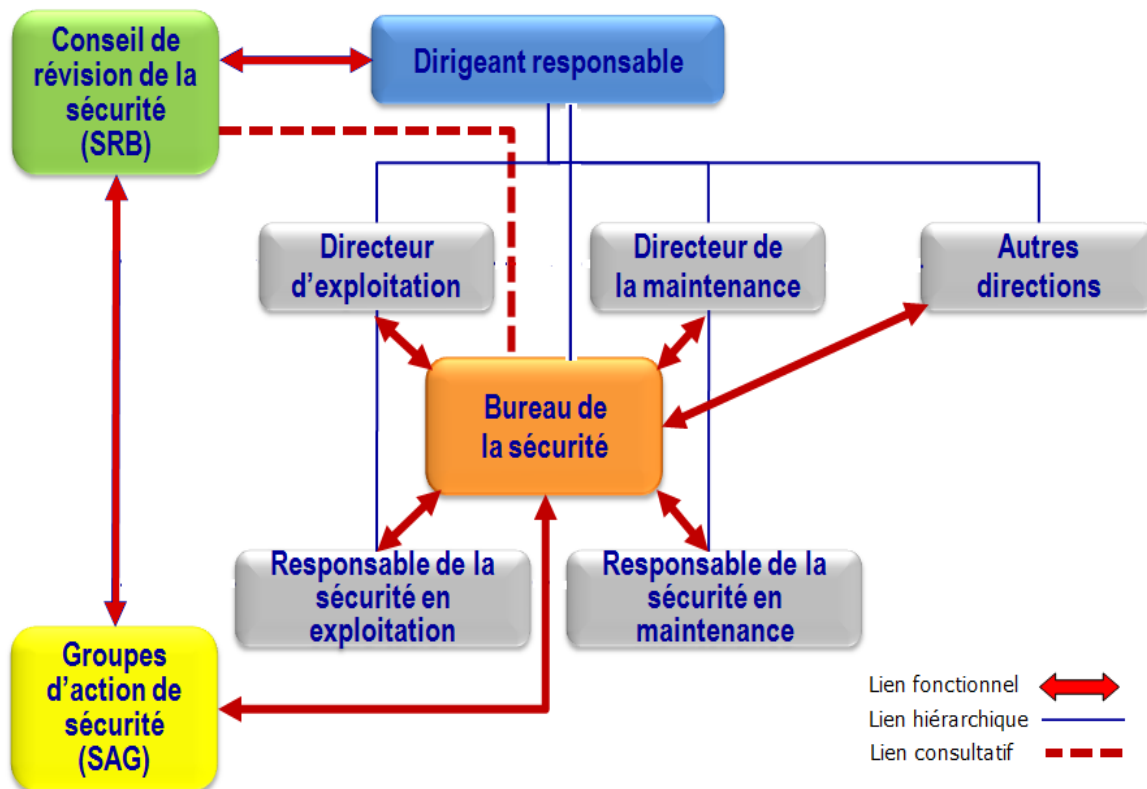 Conseil de
révision de la
sécurité
(SRB)
Dirigeant responsable
Directeur
d’exploitation
Directeur de
la maintenance
Autres
directions
Bureau de
la sécurité
Responsable de la
sécurité en
exploitation
Responsable de la
sécurité en
maintenance
Groupes
d’action de
sécurité
(SAG)
Lien fonctionnel
Lien hiérarchique
Lien consultatif